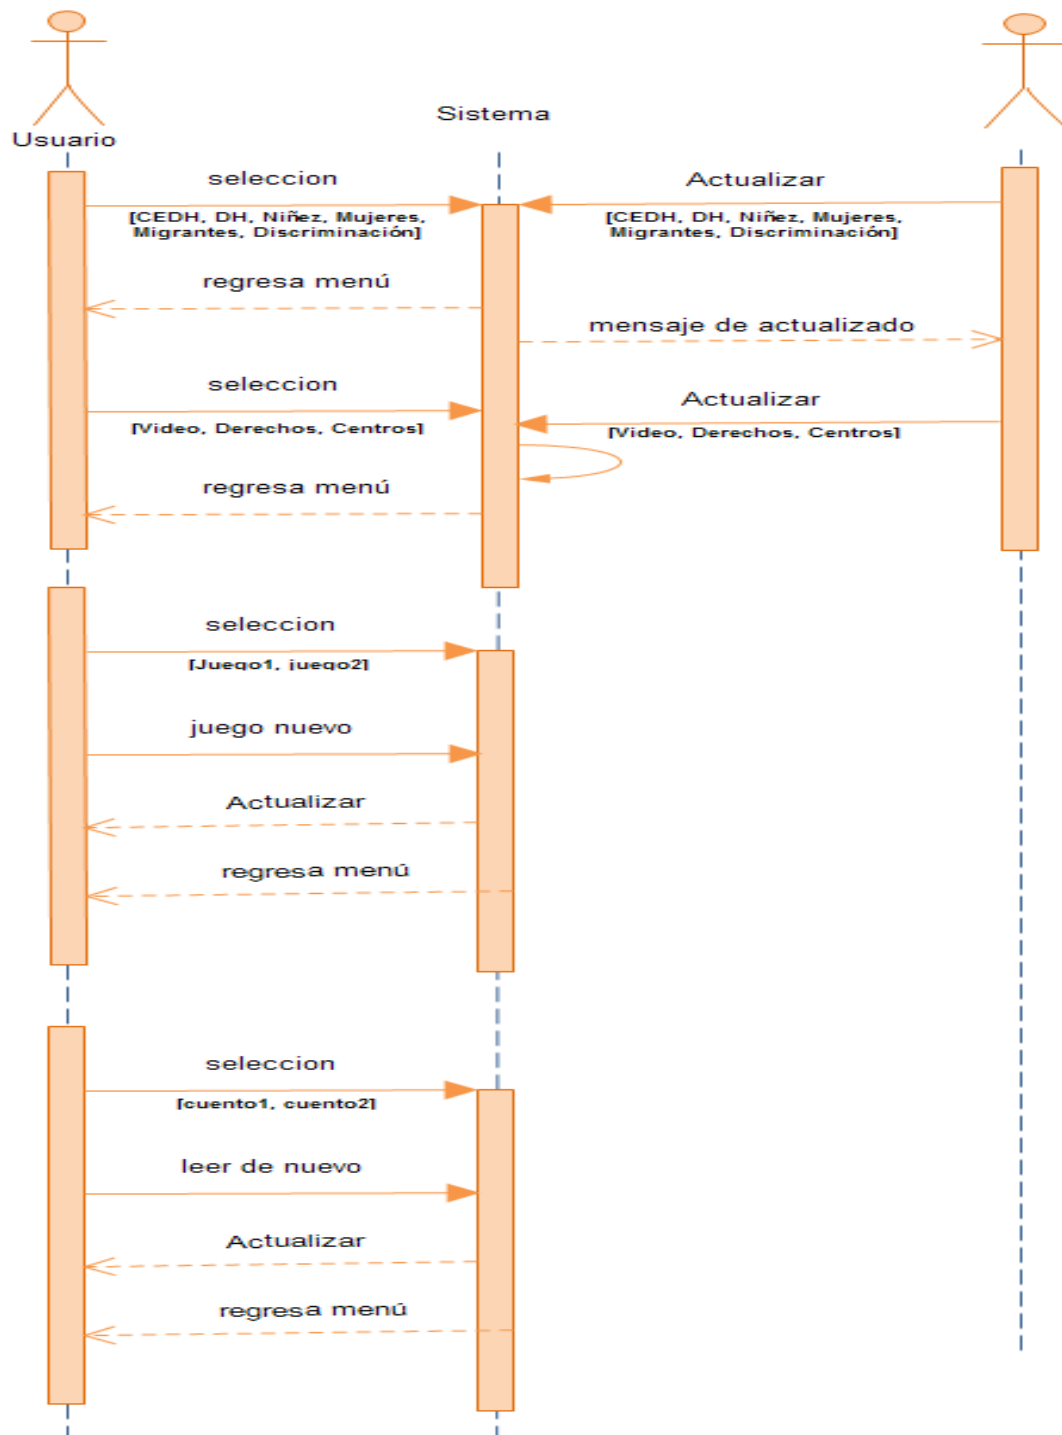 Sistema
Usuario
seleccion
Actualizar
[CEDH, DH, Niñez, Mujeres,
Migrantes, Discriminación]
[CEDH, DH, Niñez, Mujeres,
Migrantes, Discriminación]
regresa menú
mensaje de actualizado
seleccion
Actualizar
[Video, Derechos, Centros]
[Video, Derechos, Centros]
regresa menú
seleccion
[Juego1, juego2]
juego nuevo
Actualizar
regresa menú
seleccion
[cuento1, cuento2]
leer de nuevo
Actualizar
regresa menú